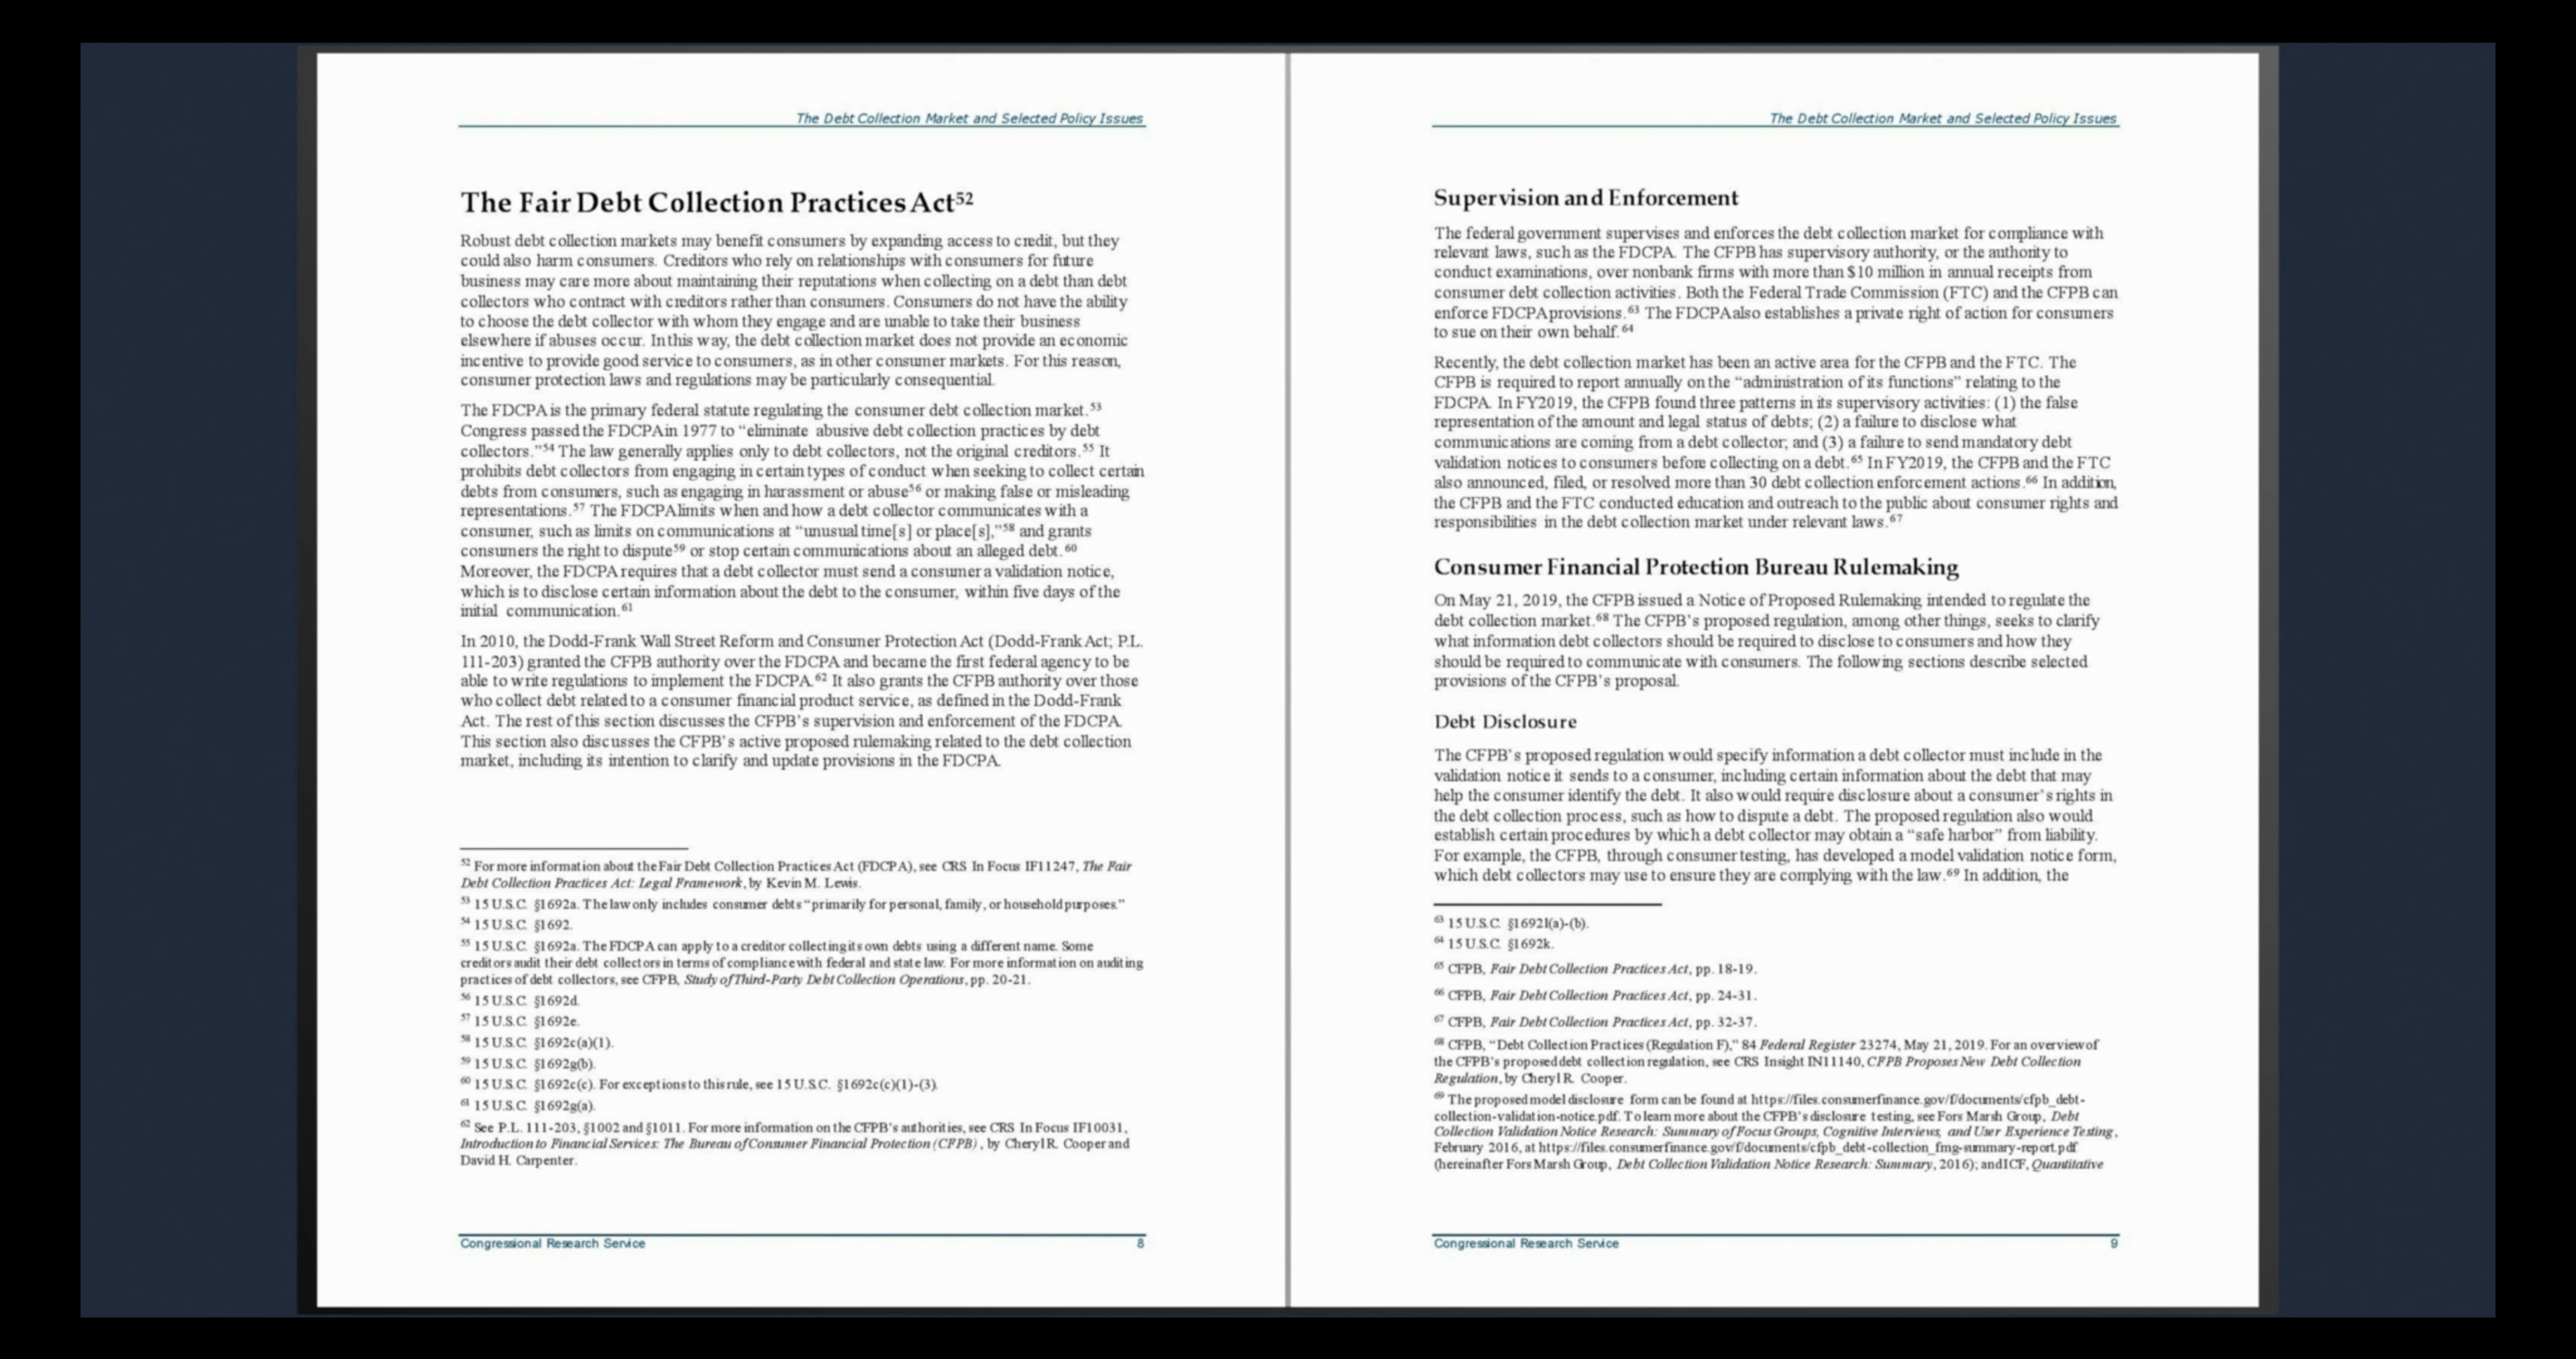 The Debt Collection Market and Selected Policy Issues
The Fair Debt Collection Practices Act52
Robust debt collection markets may benefit consumers by expanding access to credit, but they
could also harm consumers. Creditors who rely on relationships with consumers for future
business may care more about maintaining their reputations when collecting on a debt than debt
collectors who contract with creditors rather than consumers. Consumers do not have the ability
to choose the debt collector with whom they engage and are unable to take their business
elsewhere if abuses occur. In this way, the debt collection market does not provide an economic
incentive to provide good service to consumers, as in other consumer markets. For this reason,
consumer protection laws and regulations may be particularly consequential.
The FDCPA is the primary federal statute regulating the consumer debt collection market.53
Congress passed the FDCPA in 1977 to “eliminate abusive debt collection practices by debt
collectors.”54 The law generally applies only to debt collectors, not the original creditors.55 It
prohibits debt collectors from engaging in certain types of conduct when seeking to collect certain
debts from consumers, such as engaging in harassment or abuse56 or making false or misleading
representations.57 The FDCPA limits when and how a debt collector communicates with a
consumer, such as limits on communications at “unusual time[s] or place[s],”58 and grants
consumers the right to dispute59 or stop certain communications about an alleged debt.60
Moreover, the FDCPA requires that a debt collector must send a consumer a validation notice,
which is to disclose certain information about the debt to the consumer, within five days of the
initial communication.61
In 2010, the Dodd-Frank Wall Street Reform and Consumer Protection Act (Dodd-Frank Act; P.L.
111-203) granted the CFPB authority over the FDCPA and became the first federal agency to be
able to write regulations to implement the FDCPA.62 It also grants the CFPB authority over those
who collect debt related to a consumer financial product service, as defined in the Dodd-Frank
Act. The rest of this section discusses the CFPB’s supervision and enforcement of the FDCPA.
This section also discusses the CFPB’s active proposed rulemaking related to the debt collection
market, including its intention to clarify and update provisions in the FDCPA.
52 For more information about the Fair Debt Collection Practices Act (FDCPA), see CRS In Focus IF11247, The Fair
Debt Collection Practices Act: Legal Framework, by Kevin M. Lewis.
53 15 U.S.C. §1692a. The law only includes consumer debts “primarily for personal, family, or household purposes.”
54 15 U.S.C. §1692.
55 15 U.S.C. §1692a. The FDCPA can apply to a creditor collecting its own debts using a different name. Some
creditors audit their debt collectors in terms of compliance with federal and state law. For more information on auditing
practices of debt collectors, see CFPB, Study of Third-Party Debt Collection Operations, pp. 20-21.
56 15 U.S.C. §1692d.
57 15 U.S.C. §1692e.
58 15 U.S.C. §1692c(a)(1).
59 15 U.S.C. §1692g(b).
60 15 U.S.C. §1692c(c). For exceptions to this rule, see 15 U.S.C. §1692c(c)(1)-(3).
61 15 U.S.C. §1692g(a).
62 See P.L. 111-203, §1002 and §1011. For more information on the CFPB’s authorities, see CRS In Focus IF10031,
Introduction to Financial Services: The Bureau of Consumer Financial Protection (CFPB), by Cheryl R. Cooper and
David H. Carpenter.
Congressional Research Service 8
The Debt Collection Market and Selected Policy Issues
Supervision and Enforcement
The federal government supervises and enforces the debt collection market for compliance with
relevant laws, such as the FDCPA. The CFPB has supervisory authority, or the authority to
conduct examinations, over nonbank firms with more than $10 million in annual receipts from
consumer debt collection activities. Both the Federal Trade Commission (FTC) and the CFPB can
enforce FDCPA provisions.63 The FDCPA also establishes a private right of action for consumers
to sue on their own behalf.64
Recently, the debt collection market has been an active area for the CFPB and the FTC. The
CFPB is required to report annually on the “administration of its functions” relating to the
FDCPA. In FY2019, the CFPB found three patterns in its supervisory activities: (1) the false
representation of the amount and legal status of debts; (2) a failure to disclose what
communications are coming from a debt collector; and (3) a failure to send mandatory debt
validation notices to consumers before collecting on a debt.65 In FY2019, the CFPB and the FTC
also announced, filed, or resolved more than 30 debt collection enforcement actions.66 In addition,
the CFPB and the FTC conducted education and outreach to the public about consumer rights and
responsibilities in the debt collection market under relevant laws.67
Consumer Financial Protection Bureau Rulemaking
On May 21, 2019, the CFPB issued a Notice of Proposed Rulemaking intended to regulate the
debt collection market.68 The CFPB’s proposed regulation, among other things, seeks to clarify
what information debt collectors should be required to disclose to consumers and how they
should be required to communicate with consumers. The following sections describe selected
provisions of the CFPB’s proposal.
Debt Disclosure
The CFPB’s proposed regulation would specify information a debt collector must include in the
validation notice it sends to a consumer, including certain information about the debt that may
help the consumer identify the debt. It also would require disclosure about a consumer’s rights in
the debt collection process, such as how to dispute a debt. The proposed regulation also would
establish certain procedures by which a debt collector may obtain a “safe harbor” from liability.
For example, the CFPB, through consumer testing, has developed a model validation notice form,
which debt collectors may use to ensure they are complying with the law.69 In addition, the
63 15 U.S.C. §1692l(a)-(b).
64 15 U.S.C. §1692k.
65 CFPB, Fair Debt Collection Practices Act, pp. 18-19.
66 CFPB, Fair Debt Collection Practices Act, pp. 24-31.
67 CFPB, Fair Debt Collection Practices Act, pp. 32-37.
68 CFPB, “Debt Collection Practices (Regulation F),” 84 Federal Register 23274, May 21, 2019. For an overview of
the CFPB’s proposed debt collection regulation, see CRS Insight IN11140, CFPB Proposes New Debt Collection
Regulation, by Cheryl R. Cooper.
69 The proposed model disclosure form can be found at https://files.consumerfinance.gov/f/documents/cfpb_debt-
collection-validation-notice.pdf. To learn more about the CFPB’s disclosure testing, see Fors Marsh Group, Debt
Collection Validation Notice Research: Summary of Focus Groups, Cognitive Interviews, and User Experience Testing,
February 2016, at https://files.consumerfinance.gov/f/documents/cfpb_debt-collection_fmg-summary-report.pdf
(hereinafter Fors Marsh Group, Debt Collection Validation Notice Research: Summary, 2016); and ICF, Quantitative
Congressional Research Service 9